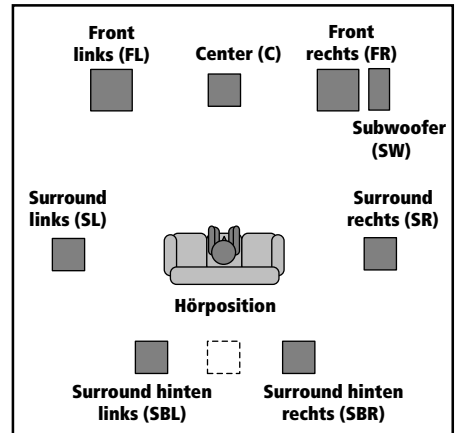 Front
links (FL)
Center (C)
Front
rechts (FR)
Subwoofer
(SW)
Surround
links (SL)
Surround
rechts (SR)
Hörposition
Surround hinten
links (SBL)
Surround hinten
rechts (SBR)